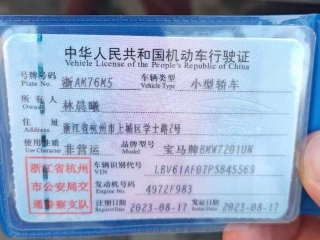 中华人民共和国机动车行驶证
Vehicle License of the People's Republic of China
号牌号码 浙AM76M5 车辆类型 小型轿车
Plate No. Vehicle Type
所有人 林晨曦
Owner
住址 浙江省杭州市上城区学士路2号
Address
使用性质 非营运 品牌型号 宝马牌BMW7201UM
Use Character Model
浙江省杭州市公安局交通警察支队
车辆识别代号 LBV61AF07PSB45569
VIN
发动机号码 4972F983
Engine No.
注册日期 2023-08-17 发证日期 2023-08-17
Register Date Issue Date